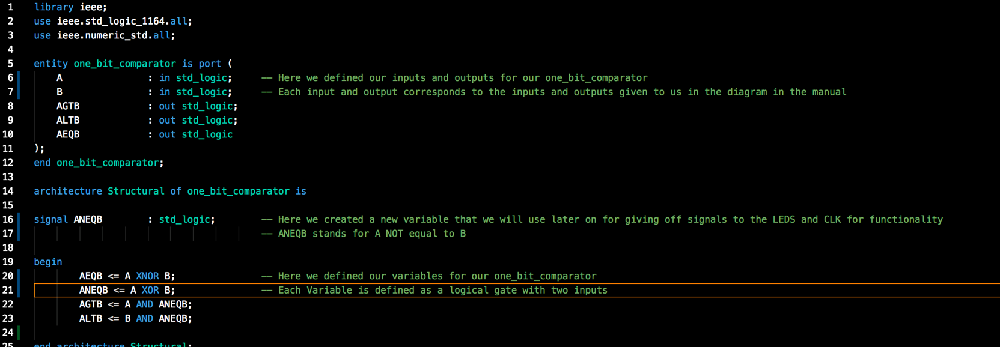 1 library ieee;
2 use ieee.std_logic_1164.all;
3 use ieee.numeric_std.all;
4
5 entity one_bit_comparator is port (
6 A : in std_logic; -- Here we defined our inputs and outputs for our one_bit_comparator
7 B : in std_logic; -- Each input and output corresponds to the inputs and outputs given to us in the diagram in the manual
8 AGTB : out std_logic;
9 ALTB : out std_logic;
10 AEQB : out std_logic
11 );
12 end one_bit_comparator;
13
14 architecture Structural of one_bit_comparator is
15
16 signal ANEQB : std_logic; -- Here we created a new variable that we will use later on for giving off signals to the LEDS and CLK for functionality
17 -- ANEQB stands for A NOT equal to B
18
19 begin
20 AEQB <= A XNOR B; -- Here we defined our variables for our one_bit_comparator
21 ANEQB <= A XOR B; -- Each Variable is defined as a logical gate with two inputs
22 AGTB <= A AND ANEQB;
23 ALTB <= B AND ANEQB;
24
25 end architecture Structural;